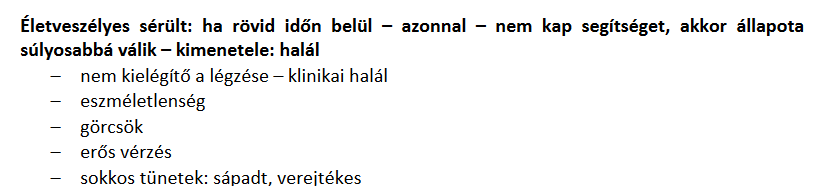 Életveszélyes sérült: ha rövid időn belül – azonnal – nem kap segítséget, akkor állapota
súlyosabbá válik – kimenetele: halál
– nem kielégítő a légzése – klinikai halál
– eszméletlenség
– görcsök
– erős vérzés
– sokkos tünetek: sápadt, verejtékes